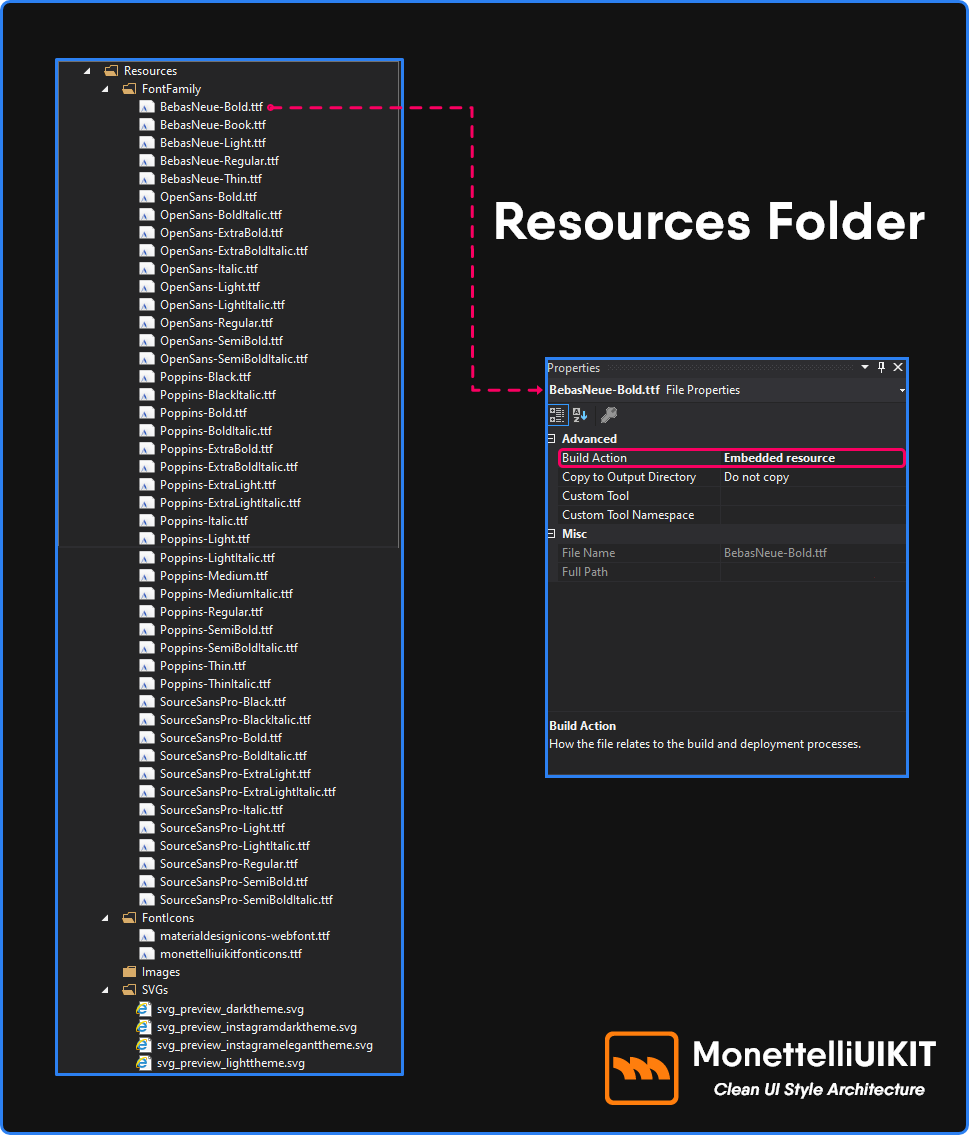 Resources
FontFamily
BebasNeue-Bold.ttf
BebasNeue-Book.ttf
BebasNeue-Light.ttf
BebasNeue-Regular.ttf
BebasNeue-Thin.ttf
OpenSans-Bold.ttf
OpenSans-BoldItalic.ttf
OpenSans-ExtraBold.ttf
OpenSans-ExtraBoldItalic.ttf
OpenSans-Italic.ttf
OpenSans-Light.ttf
OpenSans-LightItalic.ttf
OpenSans-Regular.ttf
OpenSans-SemiBold.ttf
OpenSans-SemiBoldItalic.ttf
Poppins-Black.ttf
Poppins-BlackItalic.ttf
Poppins-Bold.ttf
Poppins-BoldItalic.ttf
Poppins-ExtraBold.ttf
Poppins-ExtraBoldItalic.ttf
Poppins-ExtraLight.ttf
Poppins-ExtraLightItalic.ttf
Poppins-Italic.ttf
Poppins-Light.ttf
Poppins-LightItalic.ttf
Poppins-Medium.ttf
Poppins-MediumItalic.ttf
Poppins-Regular.ttf
Poppins-SemiBold.ttf
Poppins-SemiBoldItalic.ttf
Poppins-Thin.ttf
Poppins-ThinItalic.ttf
SourceSansPro-Black.ttf
SourceSansPro-BlackItalic.ttf
SourceSansPro-Bold.ttf
SourceSansPro-BoldItalic.ttf
SourceSansPro-ExtraLight.ttf
SourceSansPro-ExtraLightItalic.ttf
SourceSansPro-Italic.ttf
SourceSansPro-Light.ttf
SourceSansPro-LightItalic.ttf
SourceSansPro-Regular.ttf
SourceSansPro-SemiBold.ttf
SourceSansPro-SemiBoldItalic.ttf
FontIcons
materialdesignicons-webfont.ttf
monettelliuikitfonticons.ttf
Images
SVGs
svg_preview_darktheme.svg
svg_preview_instagramdarktheme.svg
svg_preview_instagrameleganttheme.svg
svg_preview_lighttheme.svg
Resources Folder
Properties
BebasNeue-Bold.ttf File Properties
Advanced
Build Action Embedded resource
Copy to Output Directory Do not copy
Custom Tool
Custom Tool Namespace
Misc
File Name BebasNeue-Bold.ttf
Full Path
Build Action
How the file relates to the build and deployment processes.
MonettelliUIKIT
Clean UI Style Architecture